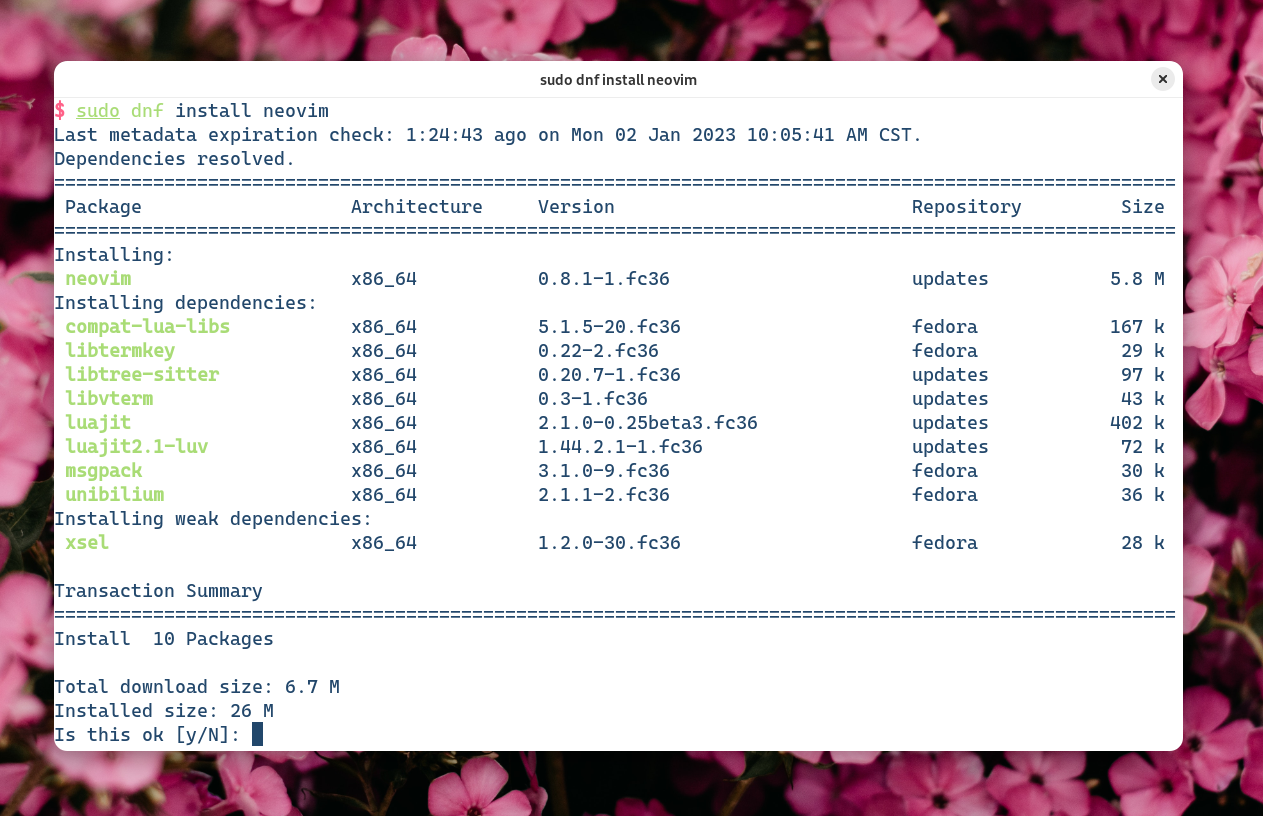 sudo dnf install neovim
$ sudo dnf install neovim
Last metadata expiration check: 1:24:43 ago on Mon 02 Jan 2023 10:05:41 AM CST.
Dependencies resolved.
======================================================================================================
 Package                   Architecture     Version                           Repository         Size
======================================================================================================
Installing:
 neovim                    x86_64           0.8.1-1.fc36                      updates           5.8 M
Installing dependencies:
 compat-lua-libs           x86_64           5.1.5-20.fc36                     fedora            167 k
 libtermkey                x86_64           0.22-2.fc36                       fedora             29 k
 libtree-sitter            x86_64           0.20.7-1.fc36                     updates            97 k
 libvterm                  x86_64           0.3-1.fc36                        updates            43 k
 luajit                    x86_64           2.1.0-0.25beta3.fc36              updates           402 k
 luajit2.1-luv             x86_64           1.44.2.1-1.fc36                   updates            72 k
 msgpack                   x86_64           3.1.0-9.fc36                      fedora             30 k
 unibilium                 x86_64           2.1.1-2.fc36                      fedora             36 k
Installing weak dependencies:
 xsel                      x86_64           1.2.0-30.fc36                     fedora             28 k
Transaction Summary
======================================================================================================
Install  10 Packages
Total download size: 6.7 M
Installed size: 26 M
Is this ok [y/N]: